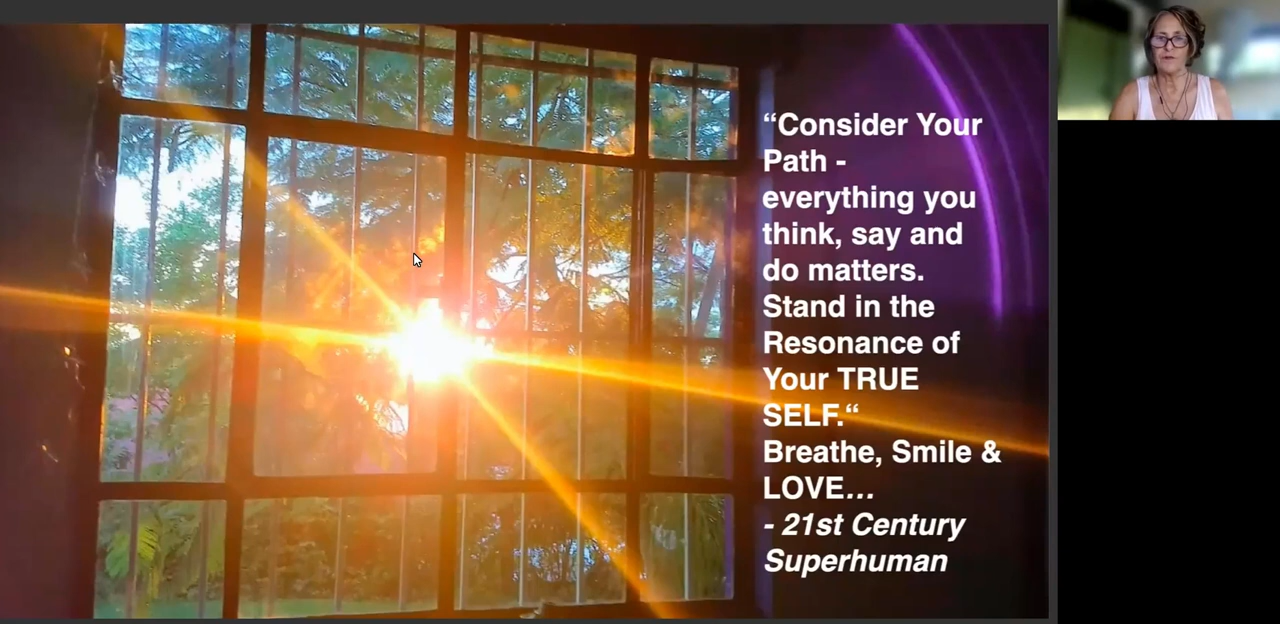 “Consider Your
Path -
everything you
think, say and
do matters.
Stand in the
Resonance of
Your TRUE
SELF.“
Breathe, Smile &
LOVE...
- 21st Century
Superhuman